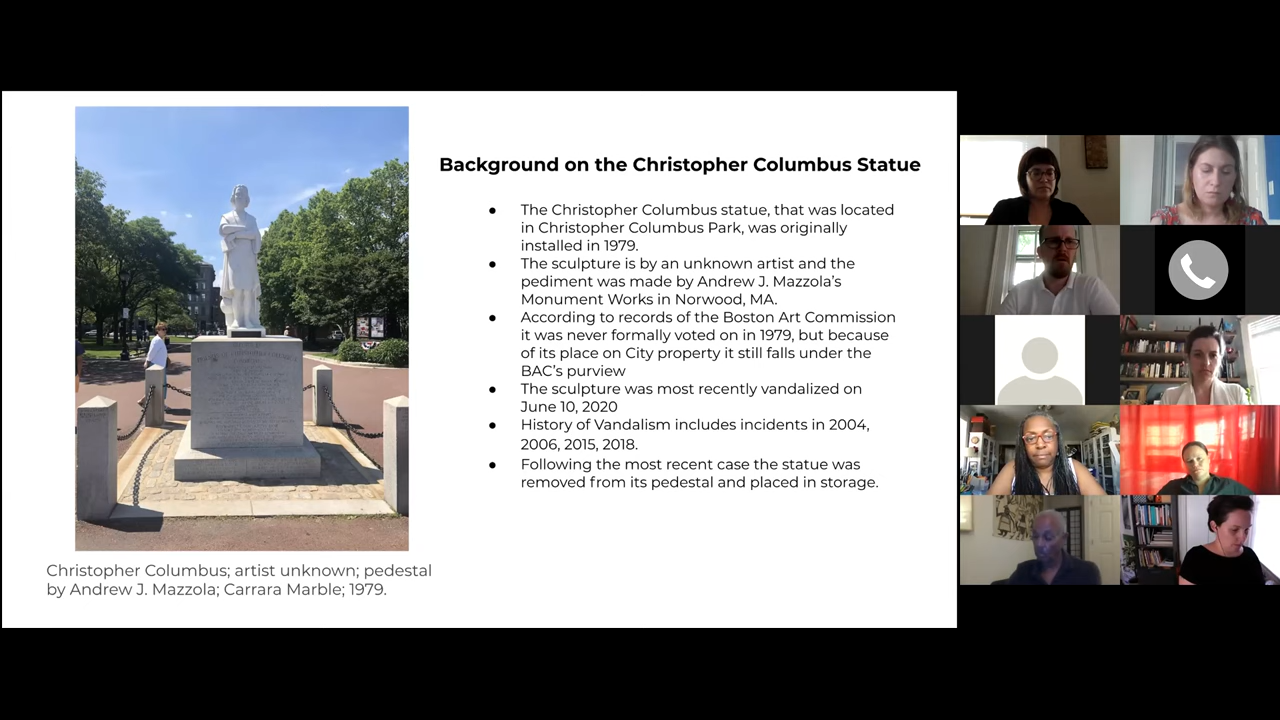 Background on the Christopher Columbus Statue
● The Christopher Columbus statue, that was located
in Christopher Columbus Park, was originally
installed in 1979.
● The sculpture is by an unknown artist and the
pediment was made by Andrew J. Mazzola's
Monument Works in Norwood, MA.
● According to records of the Boston Art Commission
it was never formally voted on in 1979, but because
of its place on City property it still falls under the
BAC's purview
● The sculpture was most recently vandalized on
June 10, 2020
● History of Vandalism includes incidents in 2004,
2006, 2015, 2018.
● Following the most recent case the statue was
removed from its pedestal and placed in storage.
Christopher Columbus; artist unknown; pedestal
by Andrew J. Mazzola; Carrara Marble; 1979.